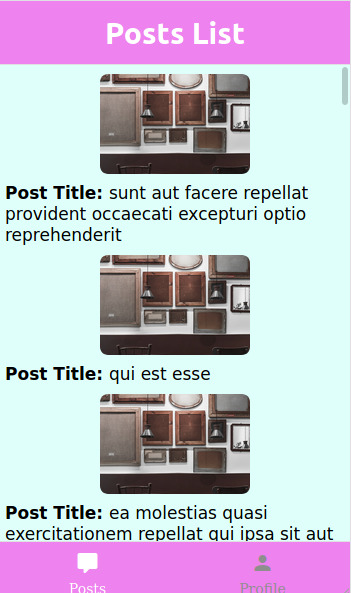 Posts List
Post Title: sunt aut facere repellat
provident occaecati excepturi optio
reprehenderit
Post Title: qui est esse
Post Title: ea molestias quasi
exercitationem repellat qui ipsa sit aut
Posts
Profile